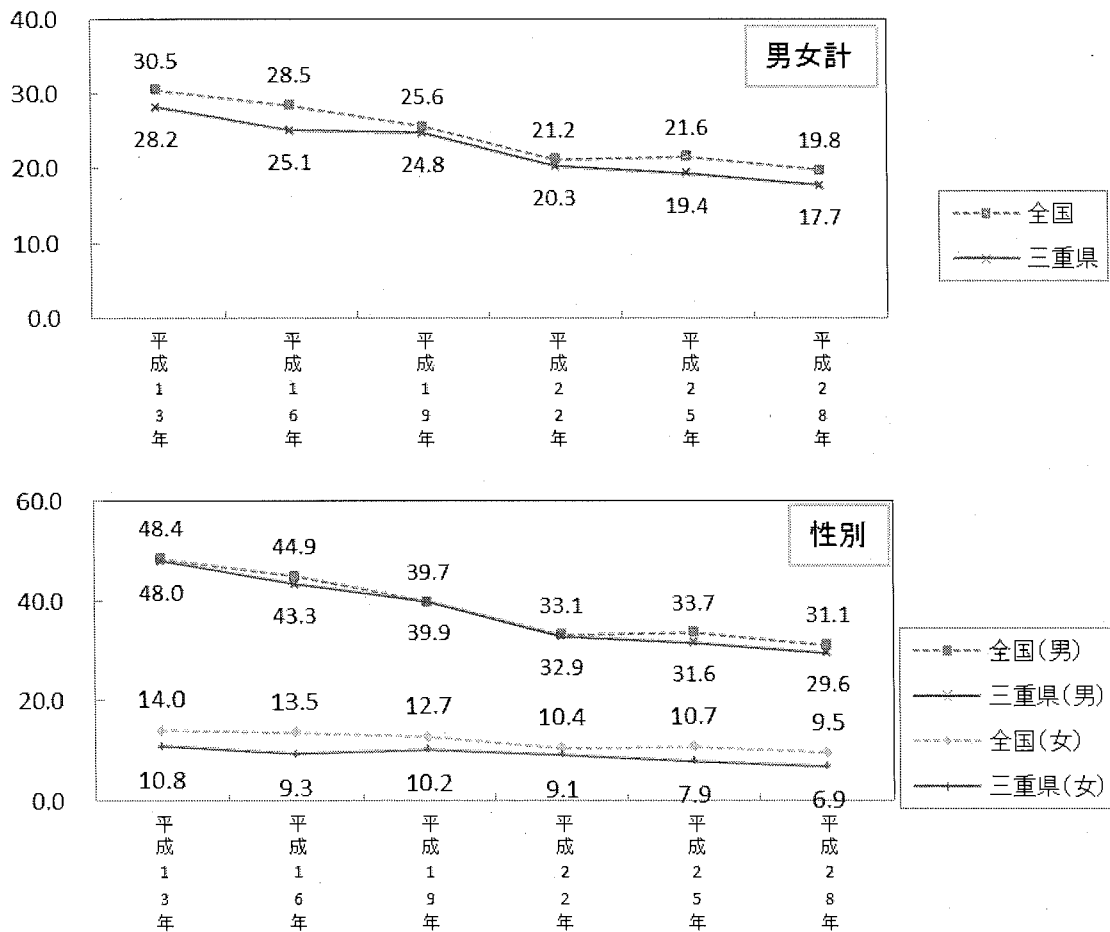 40.0
30.0
20.0
10.0
0.0
男女計
30.5 28.5 25.6 21.2 21.6 19.8
28.2 25.1 24.8 20.3 19.4 17.7
全国
三重県
平成13年 平成16年 平成19年 平成22年 平成25年 平成28年
60.0
40.0
20.0
0.0
性別
48.4 44.9 39.7 33.1 33.7 31.1
48.0 43.3 39.9 32.9 31.6 29.6
14.0 13.5 12.7 10.4 10.7 9.5
10.8 9.3 10.2 9.1 7.9 6.9
全国(男)
三重県(男)
全国(女)
三重県(女)
平成13年 平成16年 平成19年 平成22年 平成25年 平成28年